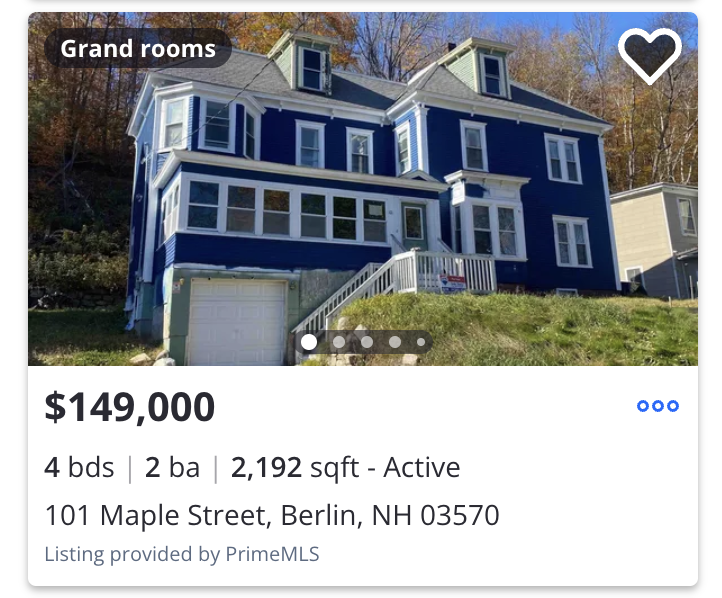 Grand rooms
$149,000
4 bds | 2 ba | 2,192 sqft - Active
101 Maple Street, Berlin, NH 03570
Listing provided by PrimeMLS